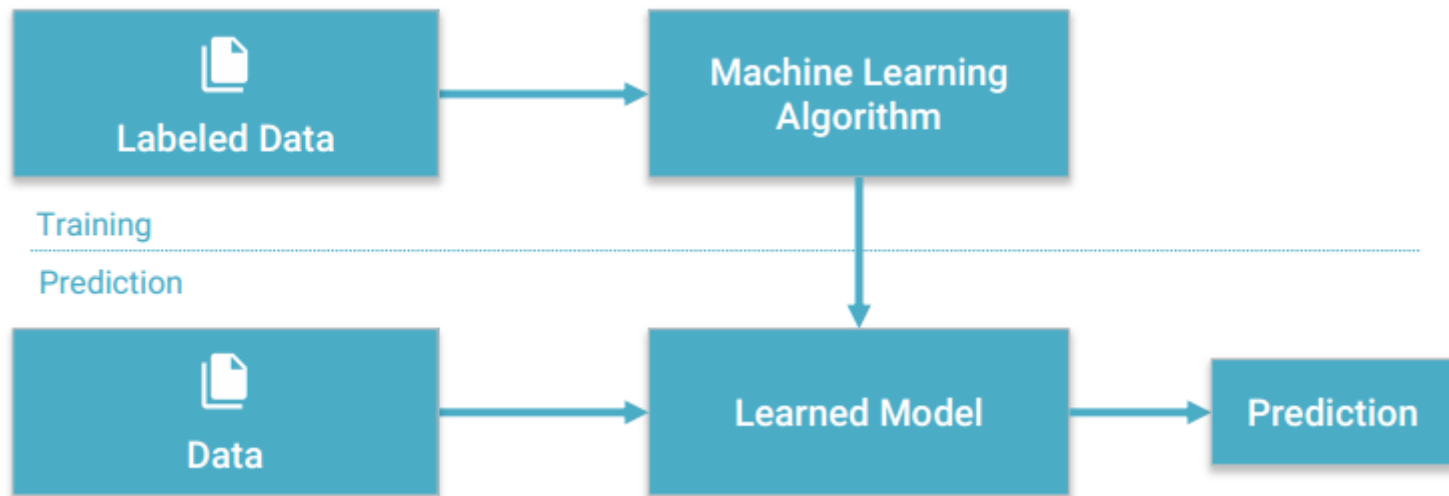 Labeled Data
Machine Learning
Algorithm
Training
Prediction
Data
Learned Model
Prediction